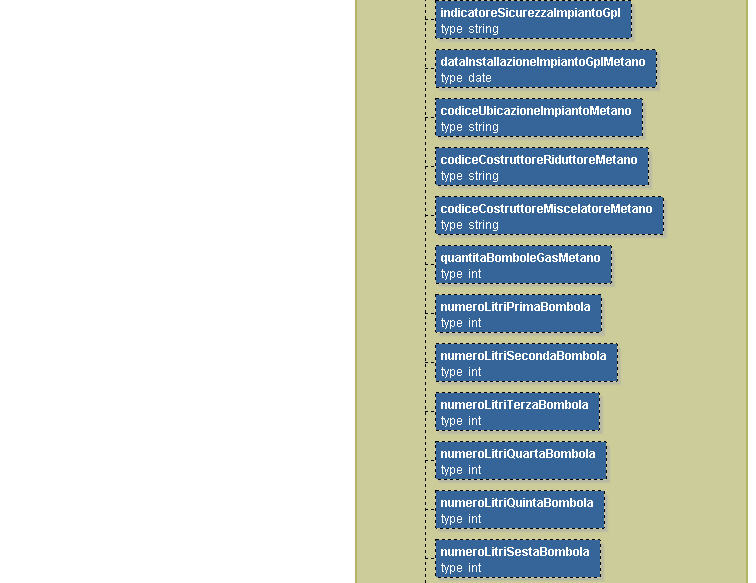 indicatoreSicurezzaImpiantoGpl
type string
dataInstallazioneImpiantoGplMetano
type date
codiceUbicazioneImpiantoMetano
type string
codiceCostruttoreRiduttoreMetano
type string
codiceCostruttoreMiscelatoreMetano
type string
quantitaBomboleGasMetano
type int
numeroLitriPrimaBombola
type int
numeroLitriSecondaBombola
type int
numeroLitriTerzaBombola
type int
numeroLitriQuartaBombola
type int
numeroLitriQuintaBombola
type int
numeroLitriSestaBombola
type int